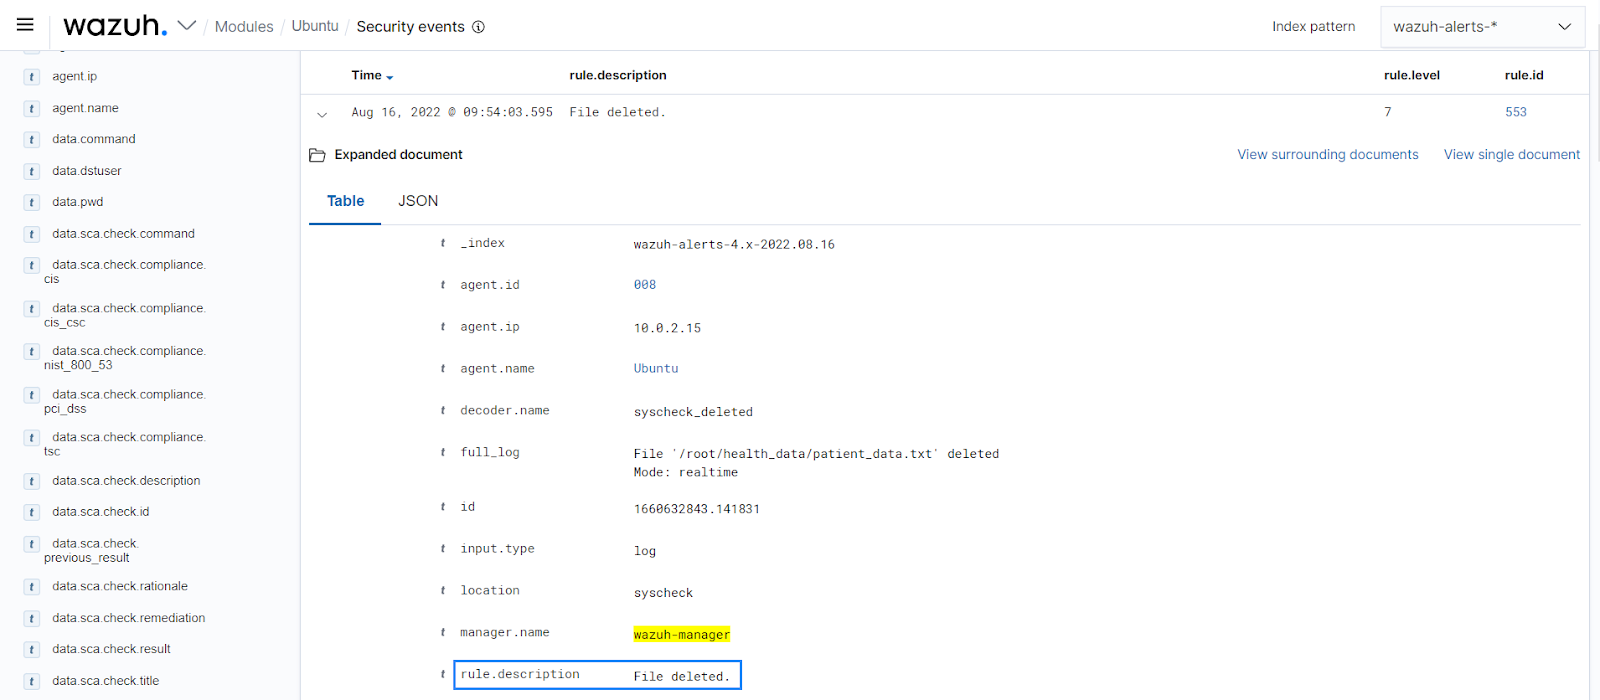 wazuh. / Modules / Ubuntu / Security events Index pattern wazuh-alerts-*
t agent.ip
t agent.name
t data.command
t data.dstuser
t data.pwd
t data.sca.check.command
t data.sca.check.compliance.
cis
t data.sca.check.compliance.
cis_csc
t data.sca.check.compliance.
nist_800_53
t data.sca.check.compliance.
pci_dss
t data.sca.check.compliance.
tsc
t data.sca.check.description
t data.sca.check.id
t data.sca.check.
previous_result
t data.sca.check.rationale
t data.sca.check.remediation
t data.sca.check.result
t data.sca.check.title
Time rule.description rule.level rule.id
Aug 16, 2022 @ 09:54:03.595 File deleted. 7 553
Expanded document View surrounding documents View single document
Table JSON
t _index wazuh-alerts-4.x-2022.08.16
t agent.id 008
t agent.ip 10.0.2.15
t agent.name Ubuntu
t decoder.name syscheck_deleted
t full_log File '/root/health_data/patient_data.txt' deleted
Mode: realtime
t id 1660632843.141831
t input.type log
t location syscheck
t manager.name wazuh-manager
t rule.description File deleted.